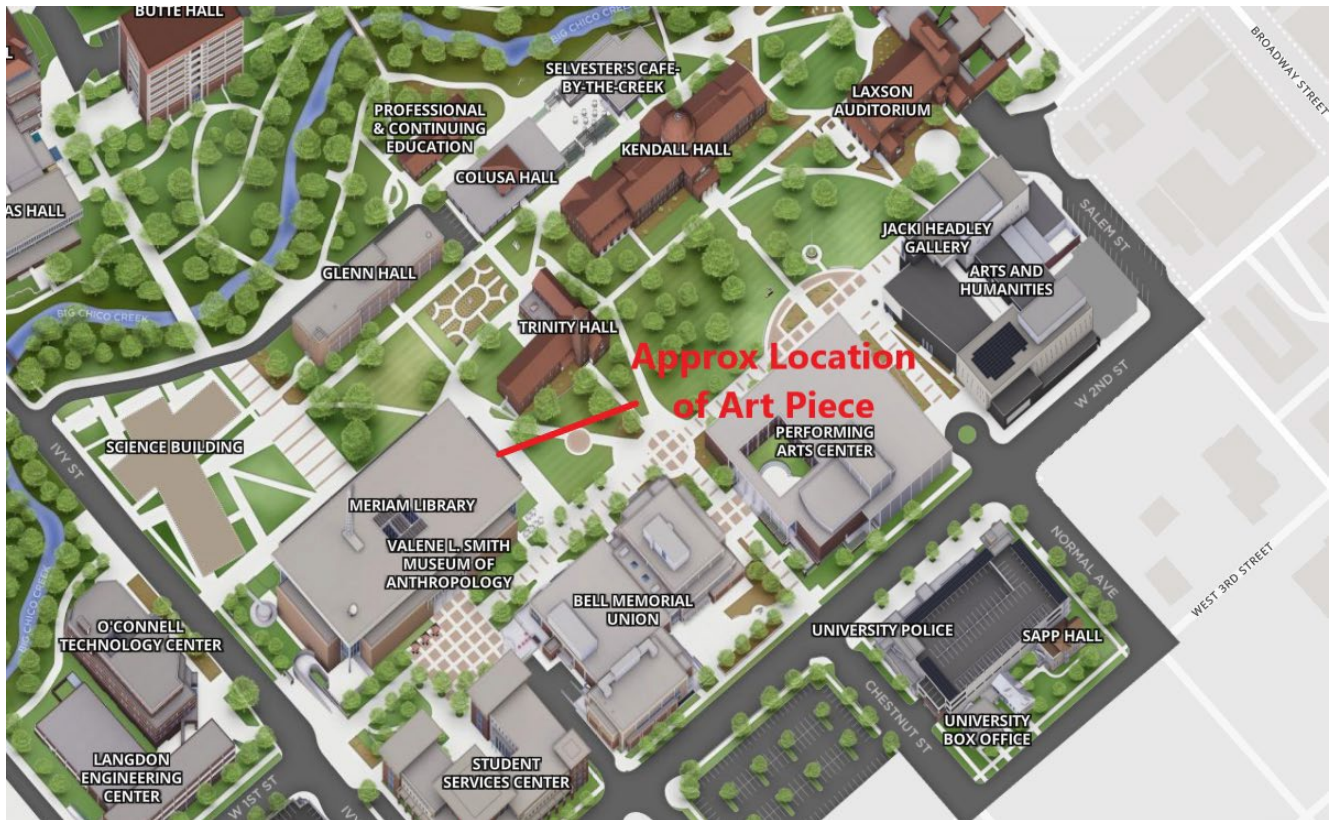 BUTTE HALL
BIG CHICO CREEK
SELVESTER'S CAFE-
BY-THE-CREEK
BROADWAY STREET
LAXSON
AUDITORIUM
PROFESSIONAL
& CONTINUING
EDUCATION
KENDALL HALL
COLUSA HALL
AS HALL
SALEM ST
JACKI HEADLEY
GALLERY
GLENN HALL
ARTS AND
HUMANITIES
BIG CHICO CREEK
TRINITY HALL
Approx Location
of Art Piece
W 2ND ST
PERFORMING
ARTS CENTER
SCIENCE BUILDING
IVY ST
MERIAM LIBRARY
VALENE L. SMITH
MUSEUM OF
ANTHROPOLOGY
NORMAL AVE
WEST 3RD STREET
BIG CHICO CREEK
BELL MEMORIAL
UNION
O'CONNELL
TECHNOLOGY CENTER
UNIVERSITY POLICE
SAPP HALL
CHESTNUT ST
UNIVERSITY
BOX OFFICE
LANGDON
ENGINEERING
CENTER
STUDENT
SERVICES CENTER
W 1ST ST
IVY